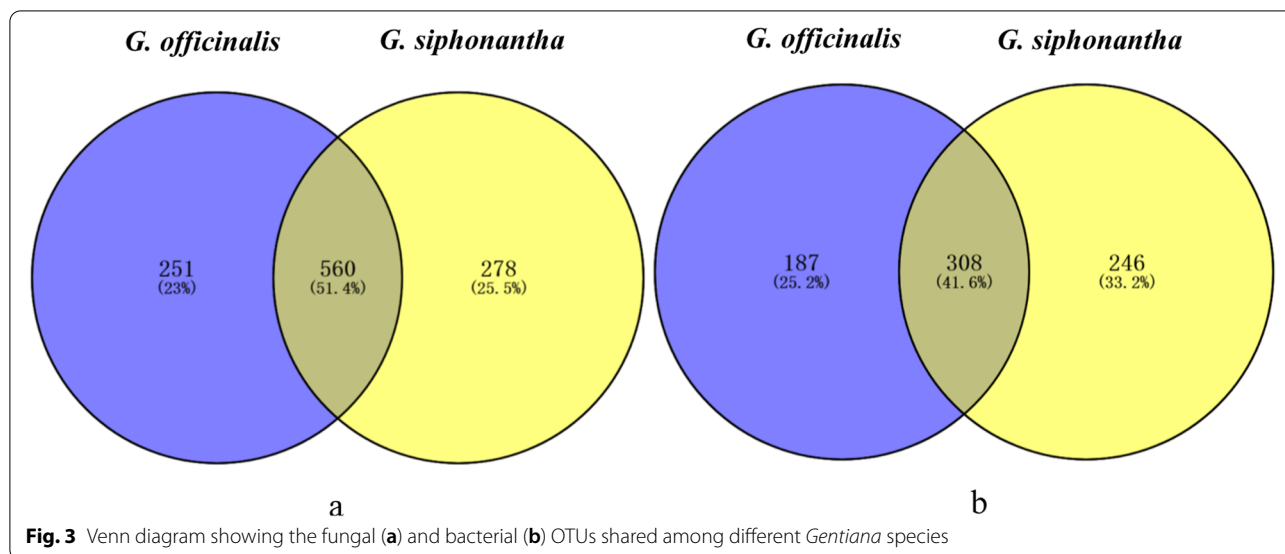 G. officinalis G. siphonantha G. officinalis G. siphonantha
251 560 278 187 308 246
(23%) (51.4%) (25.5%) (25.2%) (41.6%) (33.2%)
a b
Fig. 3 Venn diagram showing the fungal (a) and bacterial (b) OTUs shared among different Gentiana species